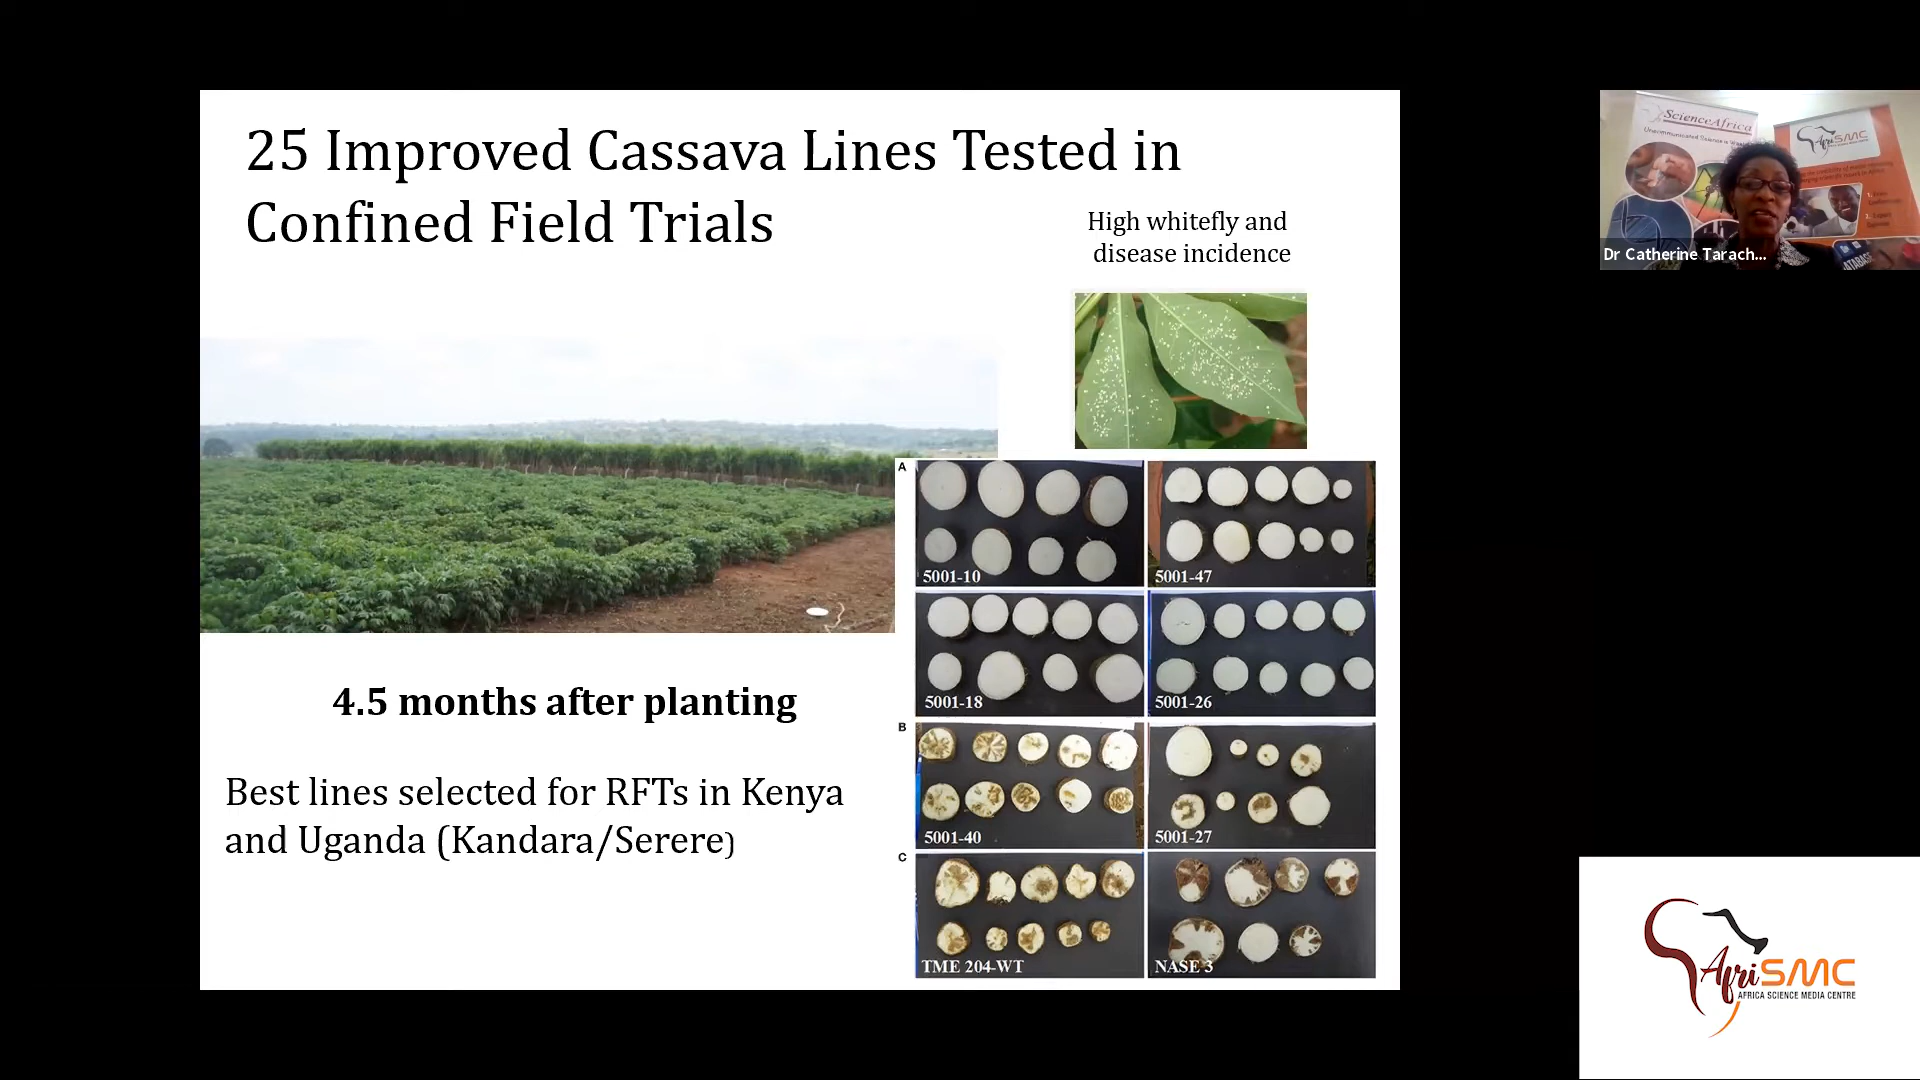 25 Improved Cassava Lines Tested in
Confined Field Trials
High whitefly and
disease incidence
A
5001-10
5001-47
5001-18
5001-26
B
5001-40
5001-27
C
TME 204-WT
NASE 3
4.5 months after planting
Best lines selected for RFTs in Kenya
and Uganda (Kandara/Serere)
ScienceAfrica
AfriSMC
Dr Catherine Tarach...
AfriSMC
AFRICA SCIENCE MEDIA CENTRE